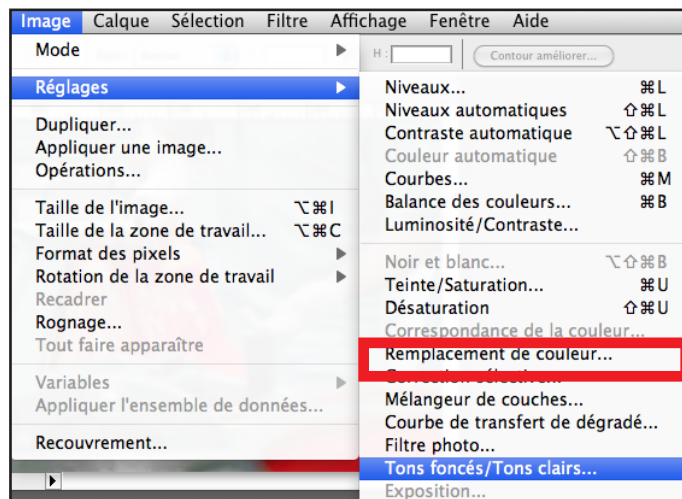 Image Calque Sélection Filtre Affichage Fenêtre Aide
Mode
H :
Contour améliorer...
Réglages
Dupliquer...
Appliquer une image...
Opérations...
Taille de l'image... ⌥⌘I
Taille de la zone de travail... ⌥⌘C
Format des pixels
Rotation de la zone de travail
Recadrer
Rognage...
Tout faire apparaître
Variables
Appliquer l'ensemble de données...
Recouvrement...
Niveaux... ⌘L
Niveaux automatiques ⇧⌘L
Contraste automatique ⌥⇧⌘L
Couleur automatique ⇧⌘B
Courbes... ⌘M
Balance des couleurs... ⌘B
Luminosité/Contraste...
Noir et blanc... ⌥⇧⌘B
Teinte/Saturation... ⌘U
Désaturation ⇧⌘U
Correspondance de la couleur...
Remplacement de couleur...
Correction sélective...
Mélangeur de couches...
Courbe de transfert de dégradé...
Filtre photo...
Tons foncés/Tons clairs...
Exposition...